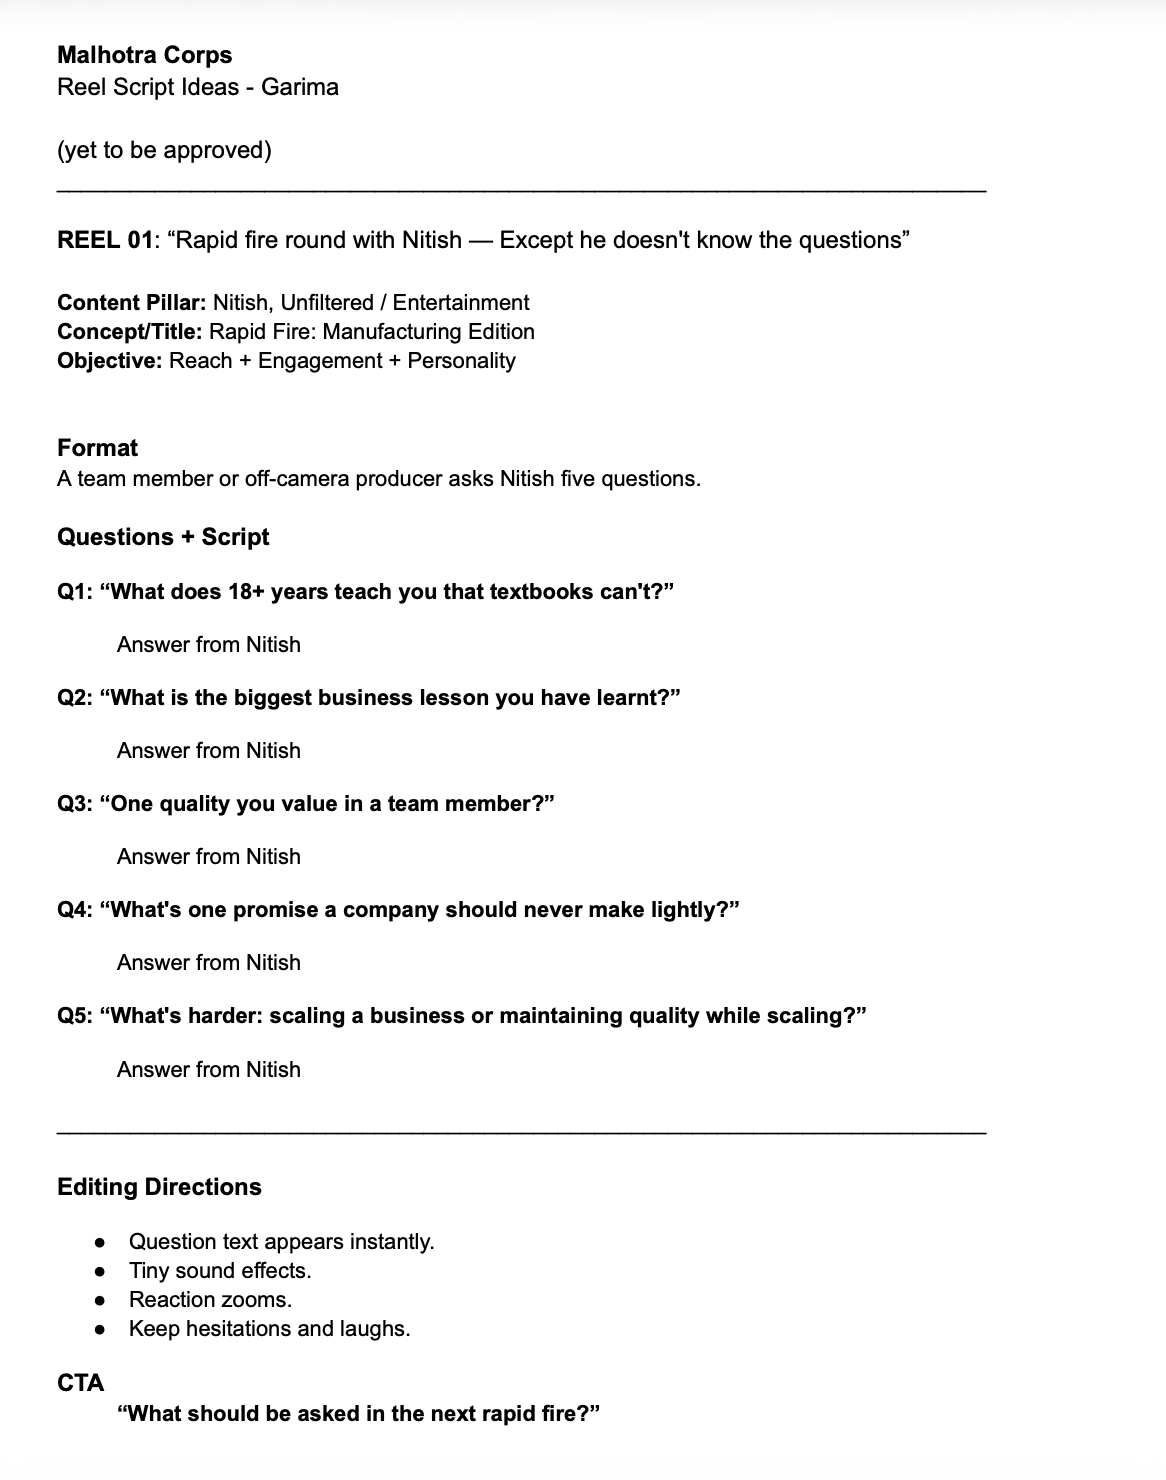 Malhotra Corps
Reel Script Ideas - Garima
(yet to be approved)
REEL 01: “Rapid fire round with Nitish — Except he doesn't know the questions”
Content Pillar: Nitish, Unfiltered / Entertainment
Concept/Title: Rapid Fire: Manufacturing Edition
Objective: Reach + Engagement + Personality
Format
A team member or off-camera producer asks Nitish five questions.
Questions + Script
Q1: “What does 18+ years teach you that textbooks can't?”
Answer from Nitish
Q2: “What is the biggest business lesson you have learnt?”
Answer from Nitish
Q3: “One quality you value in a team member?”
Answer from Nitish
Q4: “What's one promise a company should never make lightly?”
Answer from Nitish
Q5: “What's harder: scaling a business or maintaining quality while scaling?”
Answer from Nitish
Editing Directions
● Question text appears instantly.
● Tiny sound effects.
● Reaction zooms.
● Keep hesitations and laughs.
CTA
“What should be asked in the next rapid fire?”